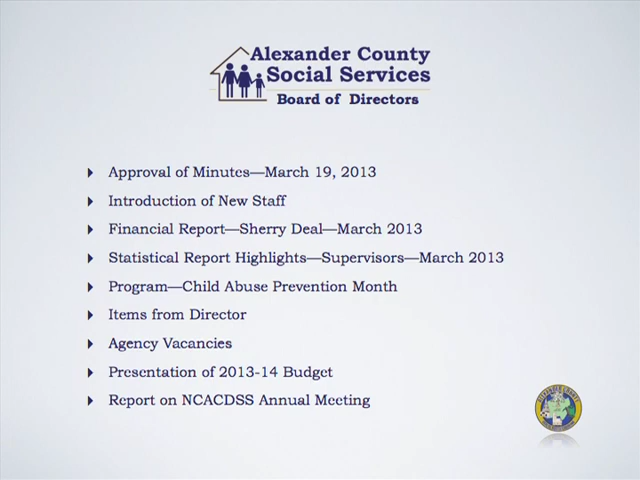 Alexander County
Social Services
Board of Directors
Approval of Minutes—March 19, 2013
Introduction of New Staff
Financial Report—Sherry Deal—March 2013
Statistical Report Highlights—Supervisors—March 2013
Program—Child Abuse Prevention Month
Items from Director
Agency Vacancies
Presentation of 2013-14 Budget
Report on NCACDSS Annual Meeting